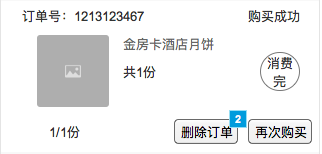 订单号：1213123467 购买成功
金房卡酒店月饼
共1份
消费完
1/1份
2
删除订单 再次购买